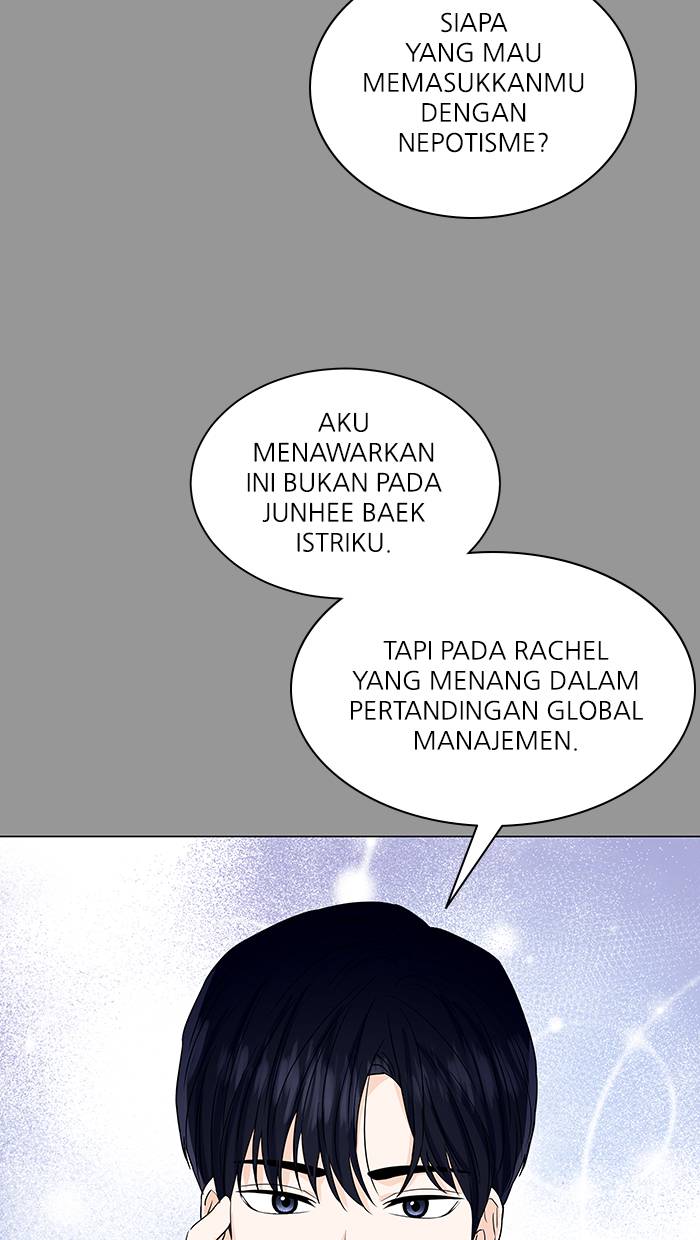 SIAPA
YANG MAU
MEMASUKKANMU
DENGAN
NEPOTISME?
AKU
MENAWARKAN
INI BUKAN PADA
JUNHEE BAEK
ISTRIKU.
TAPI PADA RACHEL
YANG MENANG DALAM
PERTANDINGAN GLOBAL
MANAJEMEN.